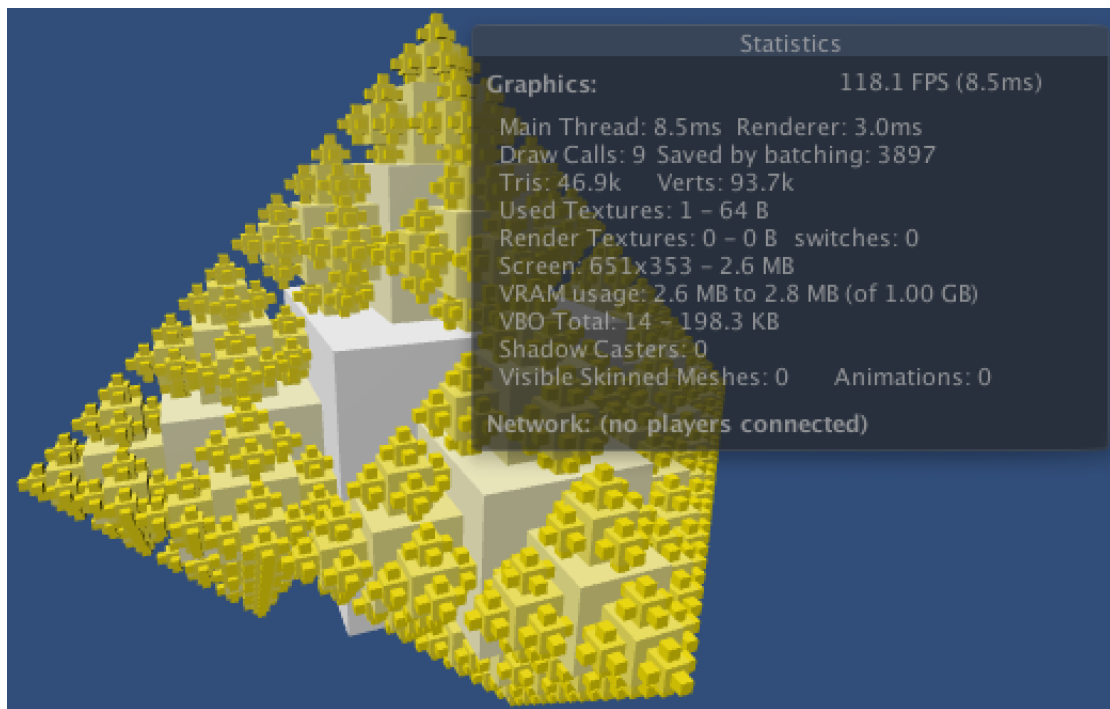 Statistics
Graphics: 118.1 FPS (8.5ms)
Main Thread: 8.5ms Renderer: 3.0ms
Draw Calls: 9 Saved by batching: 3897
Tris: 46.9k Verts: 93.7k
Used Textures: 1 – 64 B
Render Textures: 0 – 0 B switches: 0
Screen: 651x353 – 2.6 MB
VRAM usage: 2.6 MB to 2.8 MB (of 1.00 GB)
VBO Total: 14 – 198.3 KB
Shadow Casters: 0
Visible Skinned Meshes: 0 Animations: 0
Network: (no players connected)